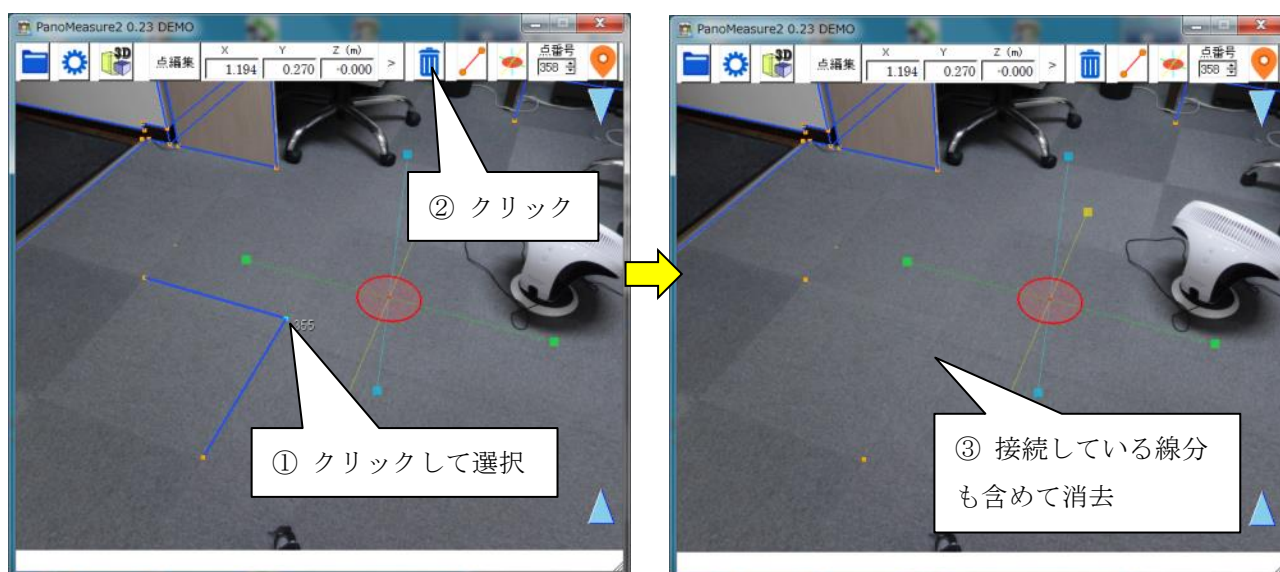 PanoMeasure2 0.23 DEMO
3D
点編集
X Y Z (m)
1.194 0.270 -0.000
>
点番号
358
② クリック
355
① クリックして選択
PanoMeasure2 0.23 DEMO
3D
点編集
X Y Z (m)
1.194 0.270 -0.000
>
点番号
358
③ 接続している線分
も含めて消去